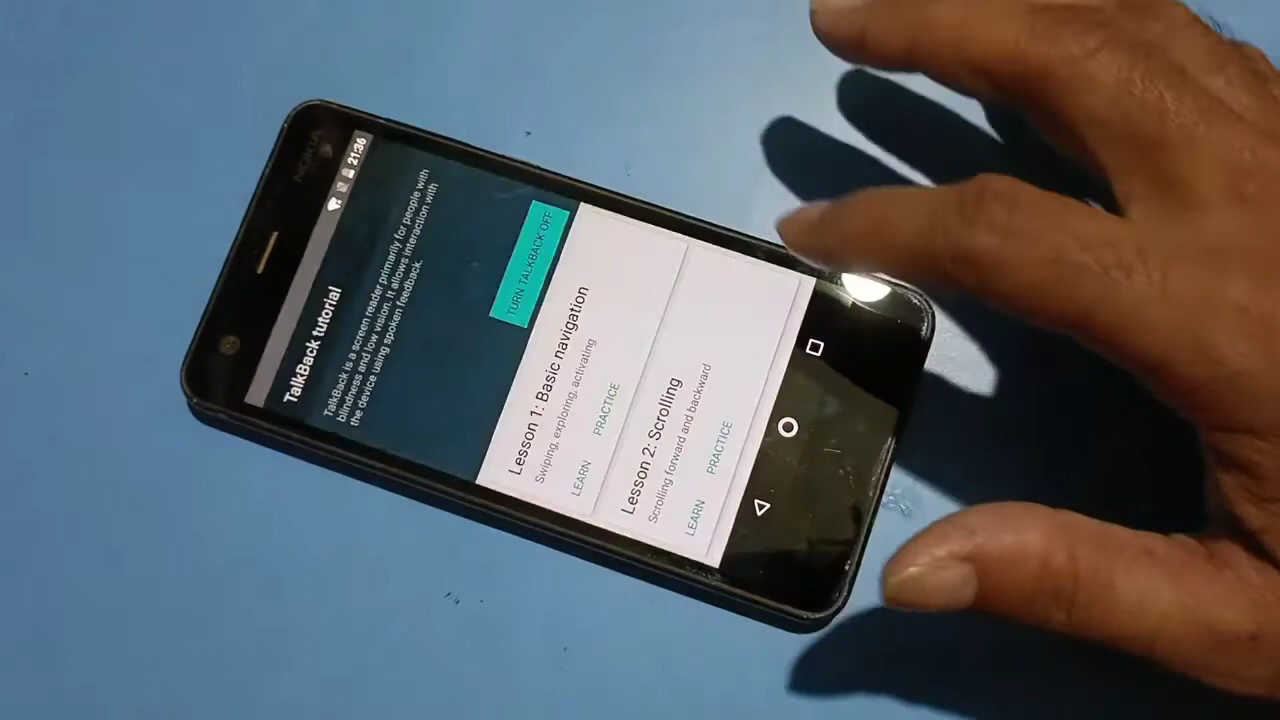 NOKIA
21:36
TalkBack tutorial
TalkBack is a screen reader primarily for people with
blindness and low vision. It allows interaction with
the device using spoken feedback.
TURN TALKBACK OFF
Lesson 1: Basic navigation
Swiping, exploring, activating
LEARN PRACTICE
Lesson 2: Scrolling
Scrolling forward and backward
LEARN PRACTICE